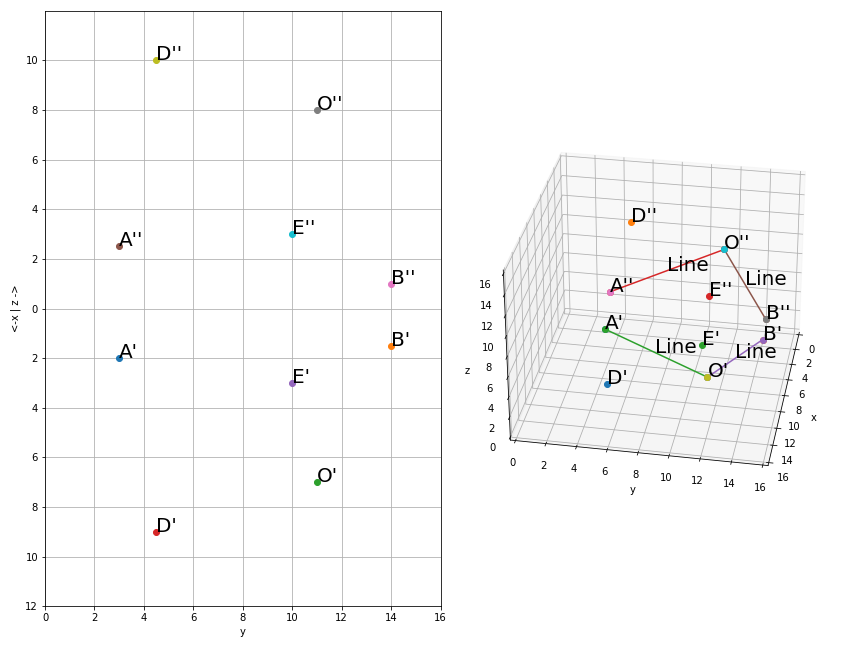 D''
10
O''
8
6
4
A''
E''
2
B''
0
B'
A'
2
E'
4
6
O'
8
D'
10
12
0 2 4 6 8 10 12 14 16
y
<-x | z ->
D''
O''
Line
Line
A''
E''
B''
A'
E'
B'
Line
Line
D'
O'
16
14
12
10
8
6
4
2
0
z
0 2 4 6 8 10 12 14 16
y
0
2
4
6
8
10
12
14
16
x